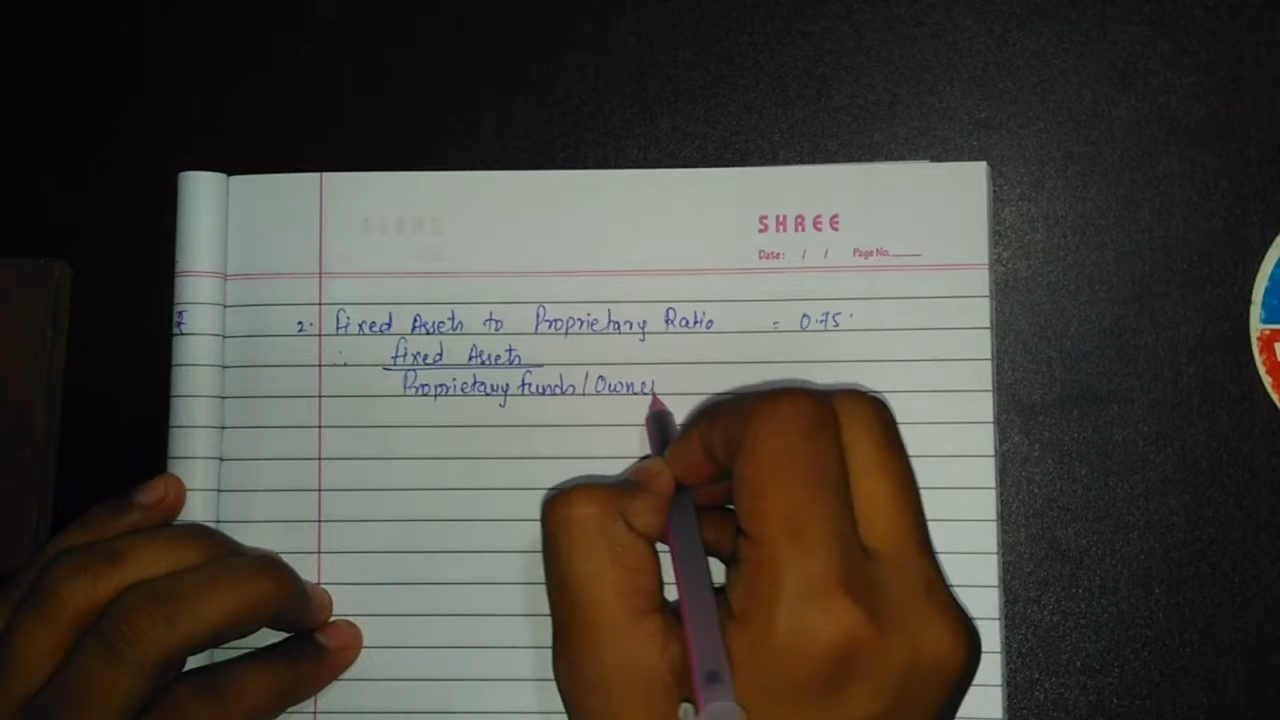 SHREE
Date: / / Page No.
₹ 2. Fixed Assets to Proprietary Ratio = 0.75.
∴ Fixed Assets
Proprietary funds / Owner